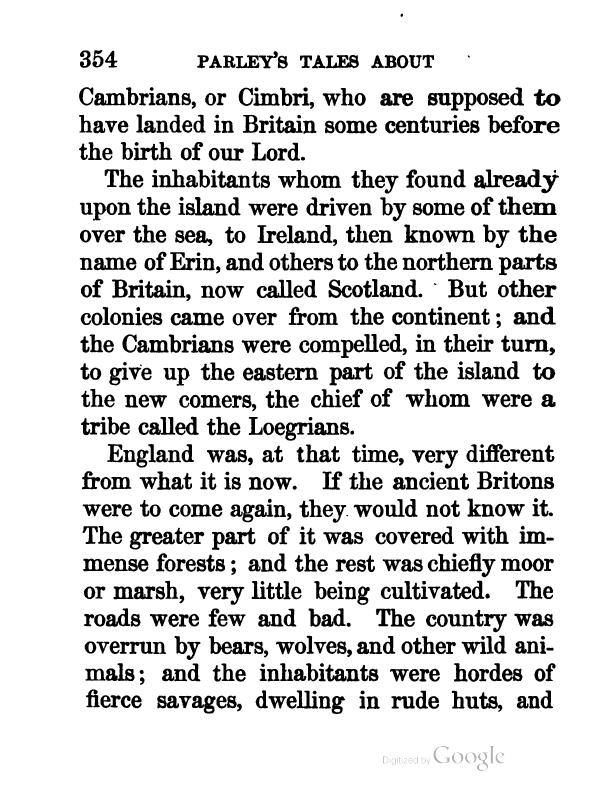 354 PARLEY'S TALES ABOUT
Cambrians, or Cimbri, who are supposed to
have landed in Britain some centuries before
the birth of our Lord.
The inhabitants whom they found already
upon the island were driven by some of them
over the sea, to Ireland, then known by the
name of Erin, and others to the northern parts
of Britain, now called Scotland. But other
colonies came over from the continent; and
the Cambrians were compelled, in their turn,
to give up the eastern part of the island to
the new comers, the chief of whom were a
tribe called the Loegrians.
England was, at that time, very different
from what it is now. If the ancient Britons
were to come again, they would not know it.
The greater part of it was covered with im-
mense forests; and the rest was chiefly moor
or marsh, very little being cultivated. The
roads were few and bad. The country was
overrun by bears, wolves, and other wild ani-
mals; and the inhabitants were hordes of
fierce savages, dwelling in rude huts, and
Digitized by Google